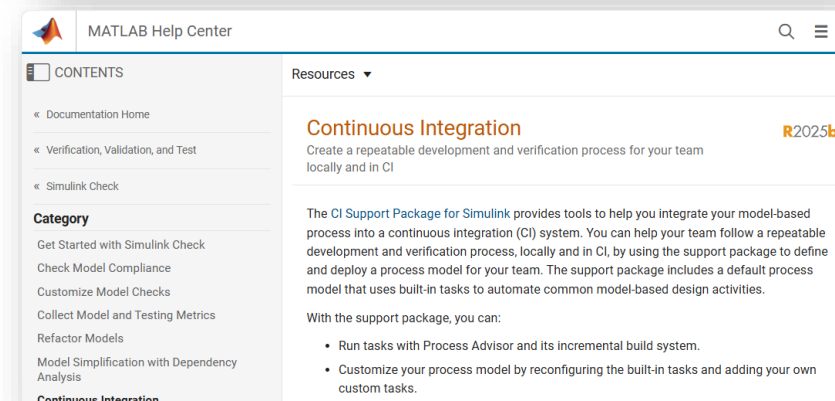 MATLAB Help Center
CONTENTS
Resources
« Documentation Home
« Verification, Validation, and Test
« Simulink Check
Category
Get Started with Simulink Check
Check Model Compliance
Customize Model Checks
Collect Model and Testing Metrics
Refactor Models
Model Simplification with Dependency
Analysis
Continuous Integration
Continuous Integration
R2025b
Create a repeatable development and verification process for your team
locally and in CI
The CI Support Package for Simulink provides tools to help you integrate your model-based
process into a continuous integration (CI) system. You can help your team follow a repeatable
development and verification process, locally and in CI, by using the support package to define
and deploy a process model for your team. The support package includes a default process
model that uses built-in tasks to automate common model-based design activities.
With the support package, you can:
• Run tasks with Process Advisor and its incremental build system.
• Customize your process model by reconfiguring the built-in tasks and adding your own
custom tasks.